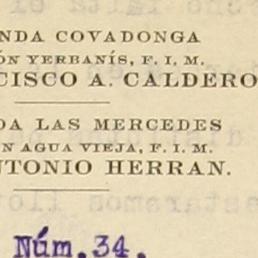 NDA COVADONGA
ÓN YERBANÍS, F. I. M.
CISCO A. CALDERO
DA LAS MERCEDES
N AGUA VIEJA, F. I. M.
NTONIO HERRAN.
Núm.34.